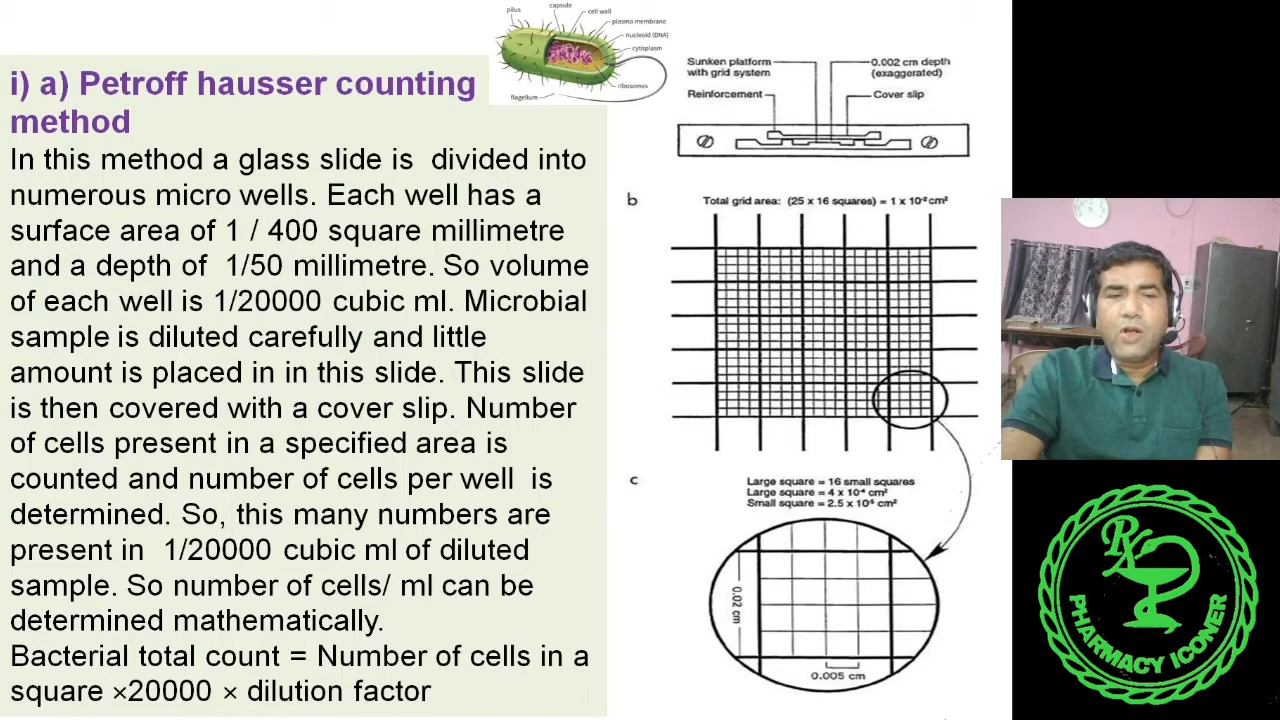 i) a) Petroff hausser counting
method
In this method a glass slide is divided into
numerous micro wells. Each well has a
surface area of 1 / 400 square millimetre
and a depth of 1/50 millimetre. So volume
of each well is 1/20000 cubic ml. Microbial
sample is diluted carefully and little
amount is placed in in this slide. This slide
is then covered with a cover slip. Number
of cells present in a specified area is
counted and number of cells per well is
determined. So, this many numbers are
present in 1/20000 cubic ml of diluted
sample. So number of cells/ ml can be
determined mathematically.
Bacterial total count = Number of cells in a
square ×20000 × dilution factor
pilus
capsule
cell wall
plasma membrane
nucleoid (DNA)
cytoplasm
ribosomes
flagellum
Sunken platform
with grid system
Reinforcement
0.002 cm depth
(exaggerated)
Cover slip
b
Total grid area: (25 x 16 squares) = 1 x 10⁻² cm²
c
Large square = 16 small squares
Large square = 4 x 10⁻⁴ cm²
Small square = 2.5 x 10⁻⁵ cm²
0.02 cm
0.005 cm
Rx
PHARMACY ICONER